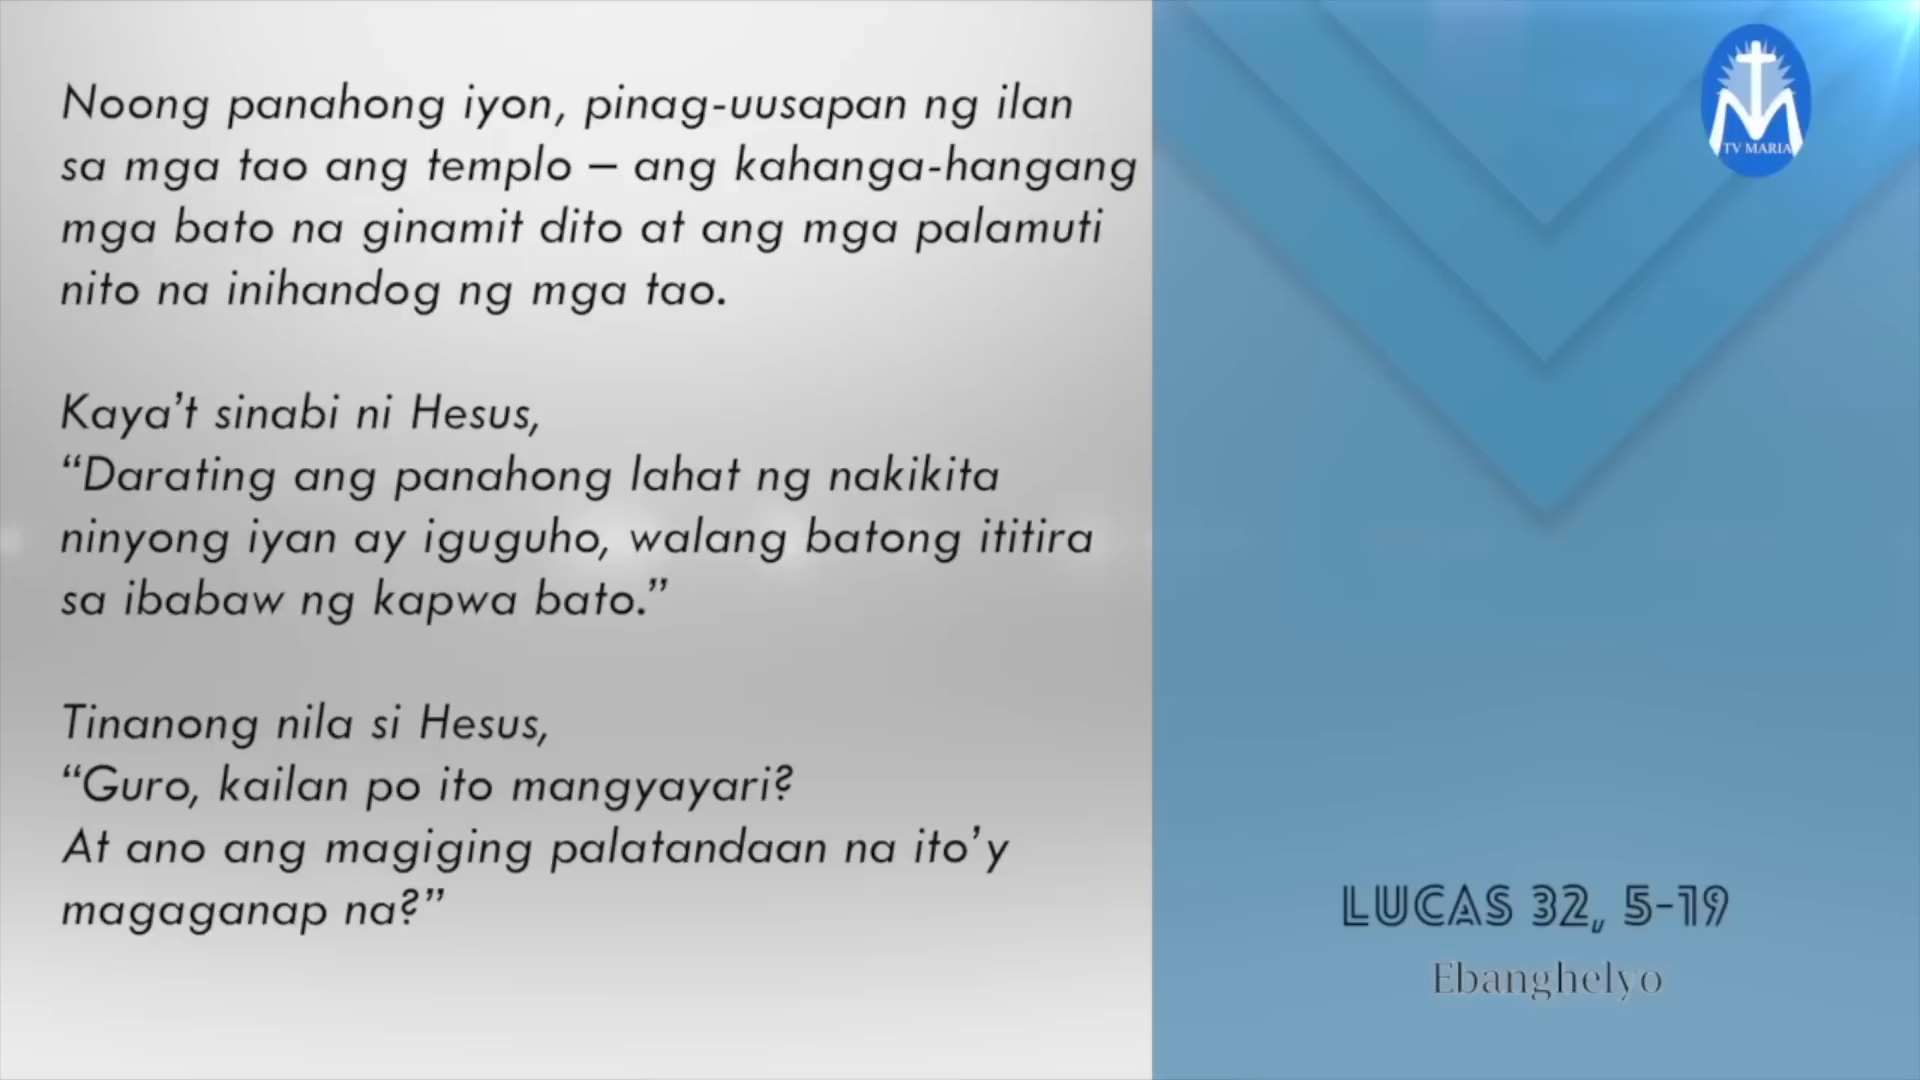 Noong panahong iyon, pinag-uusapan ng ilan
sa mga tao ang templo – ang kahanga-hangang
mga bato na ginamit dito at ang mga palamuti
nito na inihandog ng mga tao.
Kaya’t sinabi ni Hesus,
“Darating ang panahong lahat ng nakikita
ninyong iyan ay iguguho, walang batong ititira
sa ibabaw ng kapwa bato.”
Tinanong nila si Hesus,
“Guro, kailan po ito mangyayari?
At ano ang magiging palatandaan na ito’y
magaganap na?”
TV MARIA
LUCAS 32, 5-19
Ebanghelyo